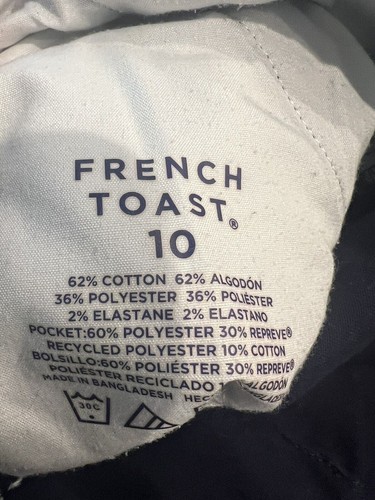 FRENCH
TOAST®
10
62% COTTON 62% ALGODÓN
36% POLYESTER 36% POLIÉSTER
2% ELASTANE 2% ELASTANO
POCKET:60% POLYESTER 30% REPREVE®
RECYCLED POLYESTER 10% COTTON
BOLSILLO:60% POLIÉSTER 30% REPREVE®
POLIÉSTER RECICLADO ALGODÓN
MADE IN BANGLADESH
30C